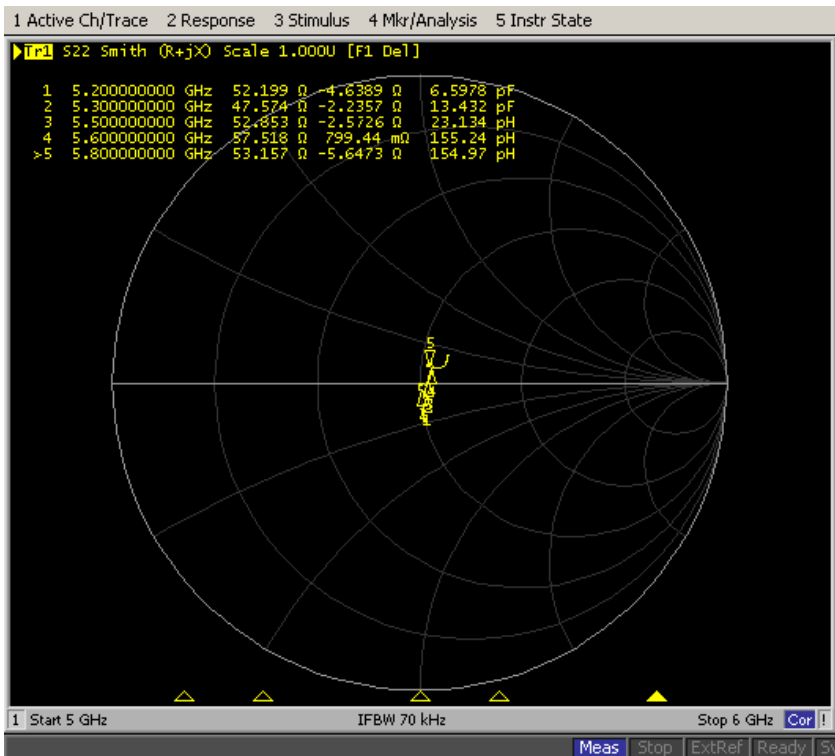 1 Active Ch/Trace 2 Response 3 Stimulus 4 Mkr/Analysis 5 Instr State
Tr1 S22 Smith (R+jX) Scale 1.000U [F1 Del]
1 5.200000000 GHz 52.199 Ω -4.6389 Ω 6.5978 pF
2 5.300000000 GHz 47.574 Ω -2.2357 Ω 13.432 pF
3 5.500000000 GHz 52.853 Ω -2.5726 Ω 23.134 pH
4 5.600000000 GHz 57.518 Ω 799.44 mΩ 155.24 pH
>5 5.800000000 GHz 53.157 Ω -5.6473 Ω 154.97 pH
5
1 Start 5 GHz IFBW 70 kHz Stop 6 GHz Cor !
Meas Stop ExtRef Ready